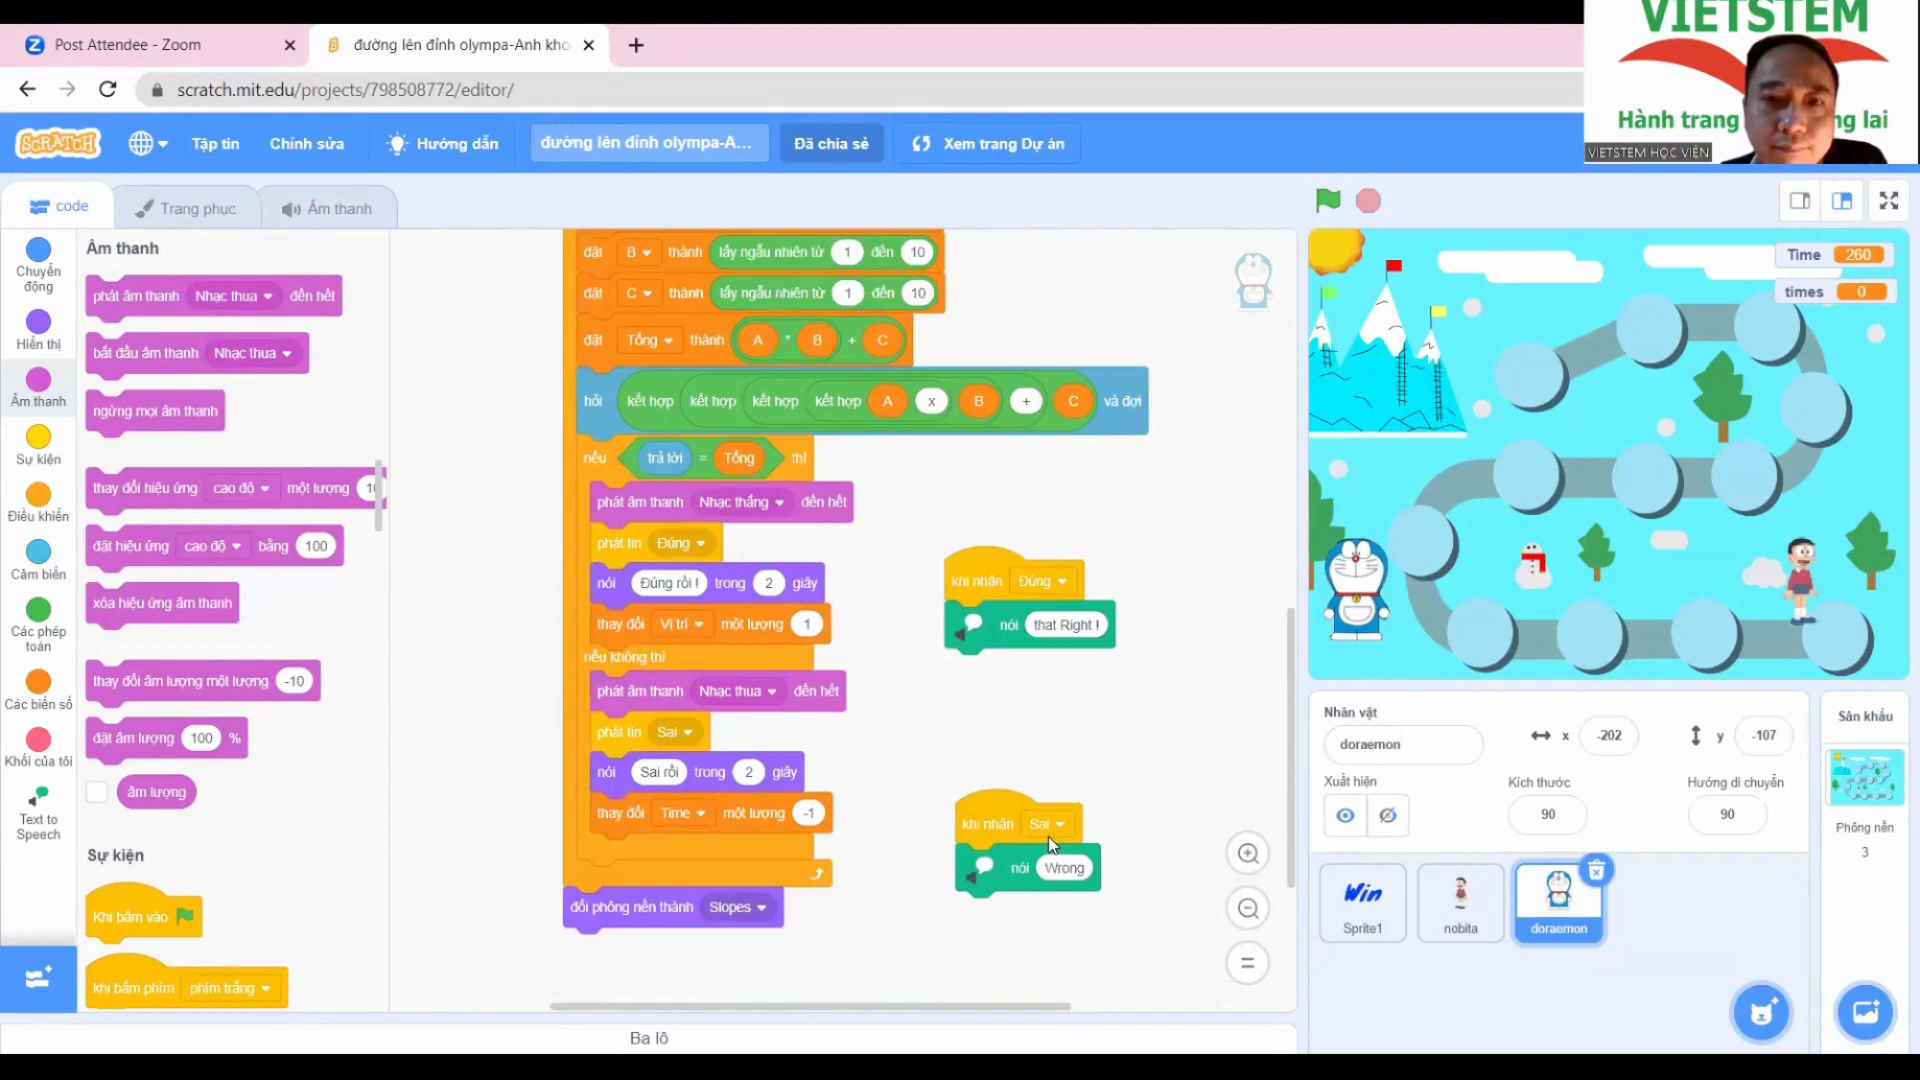 VIETSTEM
Post Attendee - Zoom
đường lên đỉnh olympa-Anh kho
scratch.mit.edu/projects/798508772/editor/
Hành trang
ng lai
VIETSTEM HỌC VIỆN
SCRATCH
Tập tin
Chỉnh sửa
Hướng dẫn
đường lên đỉnh olympa-A...
Đã chia sẻ
Xem trang Dự án
code
Trang phục
Âm thanh
Chuyển động
Hiển thị
Âm thanh
Sự kiện
Điều khiển
Cảm biến
Các phép toán
Các biến số
Khối của tôi
Text to Speech
Âm thanh
phát âm thanh Nhạc thua đến hết
bắt đầu âm thanh Nhạc thua
ngừng mọi âm thanh
thay đổi hiệu ứng cao độ một lượng 10
đặt hiệu ứng cao độ bằng 100
xóa hiệu ứng âm thanh
thay đổi âm lượng một lượng -10
đặt âm lượng 100 %
âm lượng
Sự kiện
Khi bấm vào
khi bấm phím phím trắng
đặt B thành lấy ngẫu nhiên từ 1 đến 10
đặt C thành lấy ngẫu nhiên từ 1 đến 10
đặt Tổng thành A * B + C
hỏi kết hợp kết hợp kết hợp kết hợp A x B + C và đợi
nếu trả lời = Tổng thì
phát âm thanh Nhạc thắng đến hết
phát tin Đúng
nói Đúng rồi ! trong 2 giây
thay đổi Vị trí một lượng 1
nếu không thì
phát âm thanh Nhạc thua đến hết
phát tin Sai
nói Sai rồi trong 2 giây
thay đổi Time một lượng -1
đổi phông nền thành Slopes
khi nhận Đúng
nói that Right !
khi nhận Sai
nói Wrong
Ba lô
Time 260
times 0
Nhân vật
doraemon
x -202
y -107
Xuất hiện
Kích thước
90
Hướng di chuyển
90
Win
Sprite1
nobita
doraemon
Sân khấu
Phông nền
3